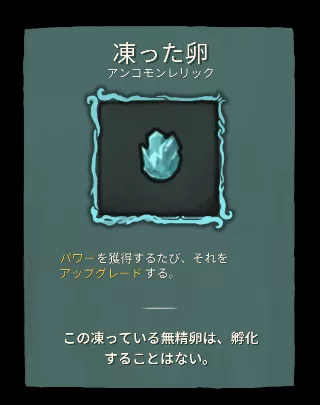 凍った卵
アンコモンレリック
パワーを獲得するたび、それを
アップグレードする。
この凍っている無精卵は、孵化
することはない。